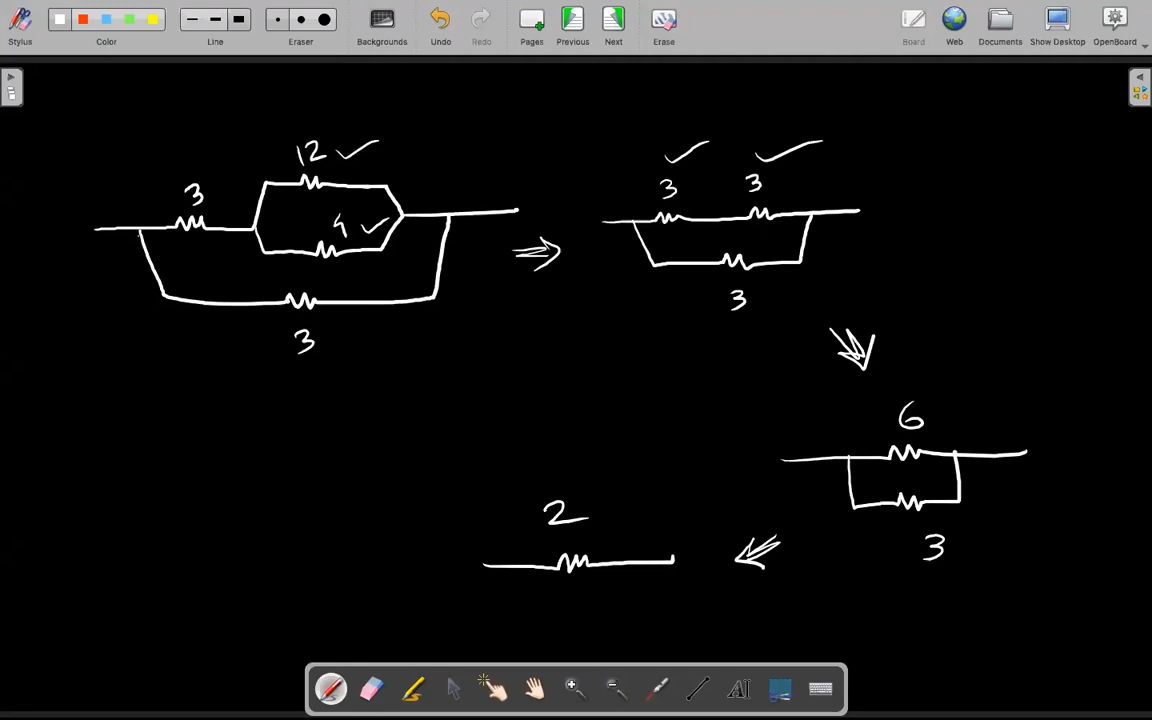 Stylus
Color
Line
Eraser
Backgrounds
Undo
Redo
Pages
Previous
Next
Erase
Board
Web
Documents
Show Desktop
OpenBoard
12
3
4
3
3
3
3
6
3
2